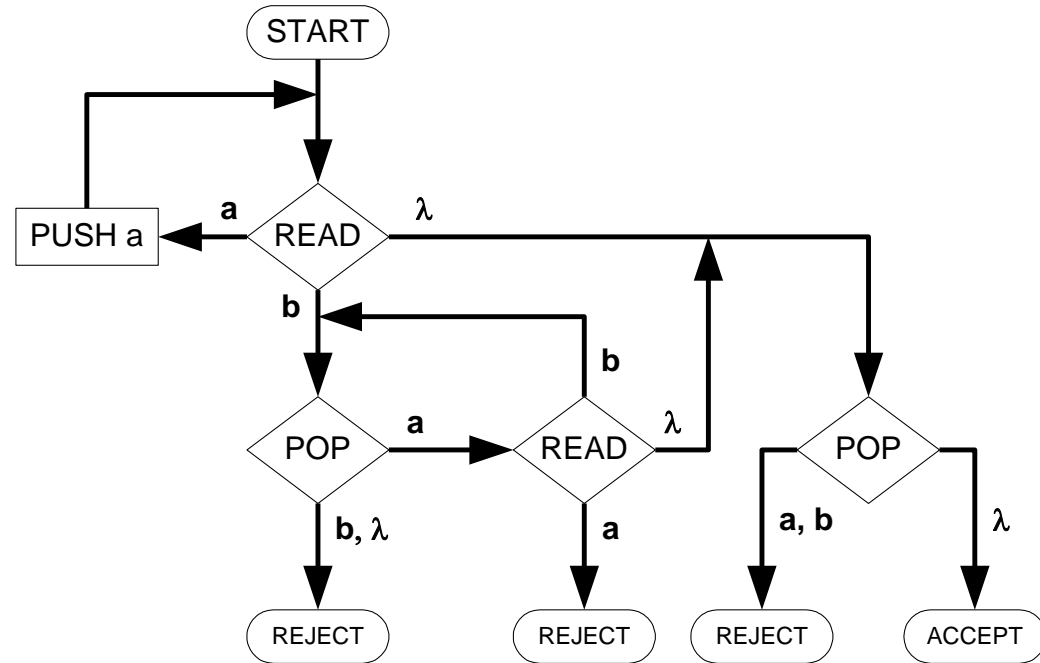 START
a
λ
PUSH a
READ
b
b
a
λ
POP
READ
POP
b, λ
a
a, b
λ
REJECT
REJECT
REJECT
ACCEPT